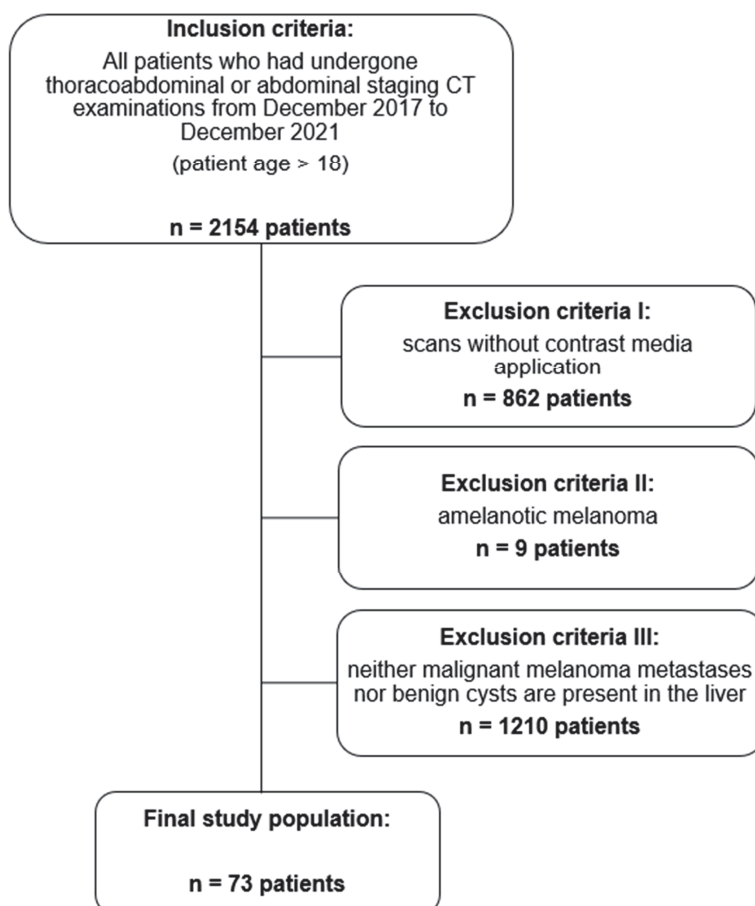 Inclusion criteria:
All patients who had undergone
thoracoabdominal or abdominal staging CT
examinations from December 2017 to
December 2021
(patient age > 18)
n = 2154 patients
Exclusion criteria I:
scans without contrast media
application
n = 862 patients
Exclusion criteria II:
amelanotic melanoma
n = 9 patients
Exclusion criteria III:
neither malignant melanoma metastases
nor benign cysts are present in the liver
n = 1210 patients
Final study population:
n = 73 patients